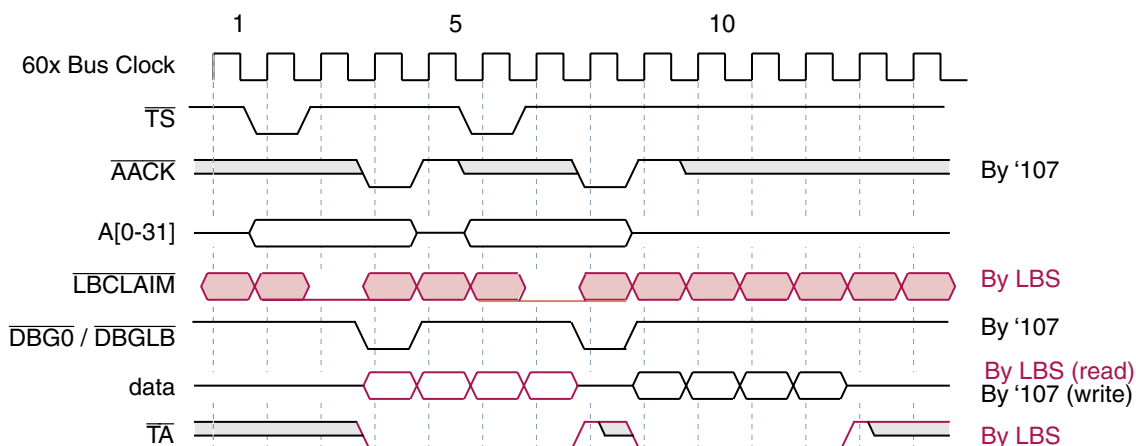 1 5 10
60x Bus Clock
TS
AACK By ‘107
A[0-31]
LBCLAIM By LBS
DBG0 / DBGLB By ‘107
data By LBS (read)
By ‘107 (write)
TA By LBS